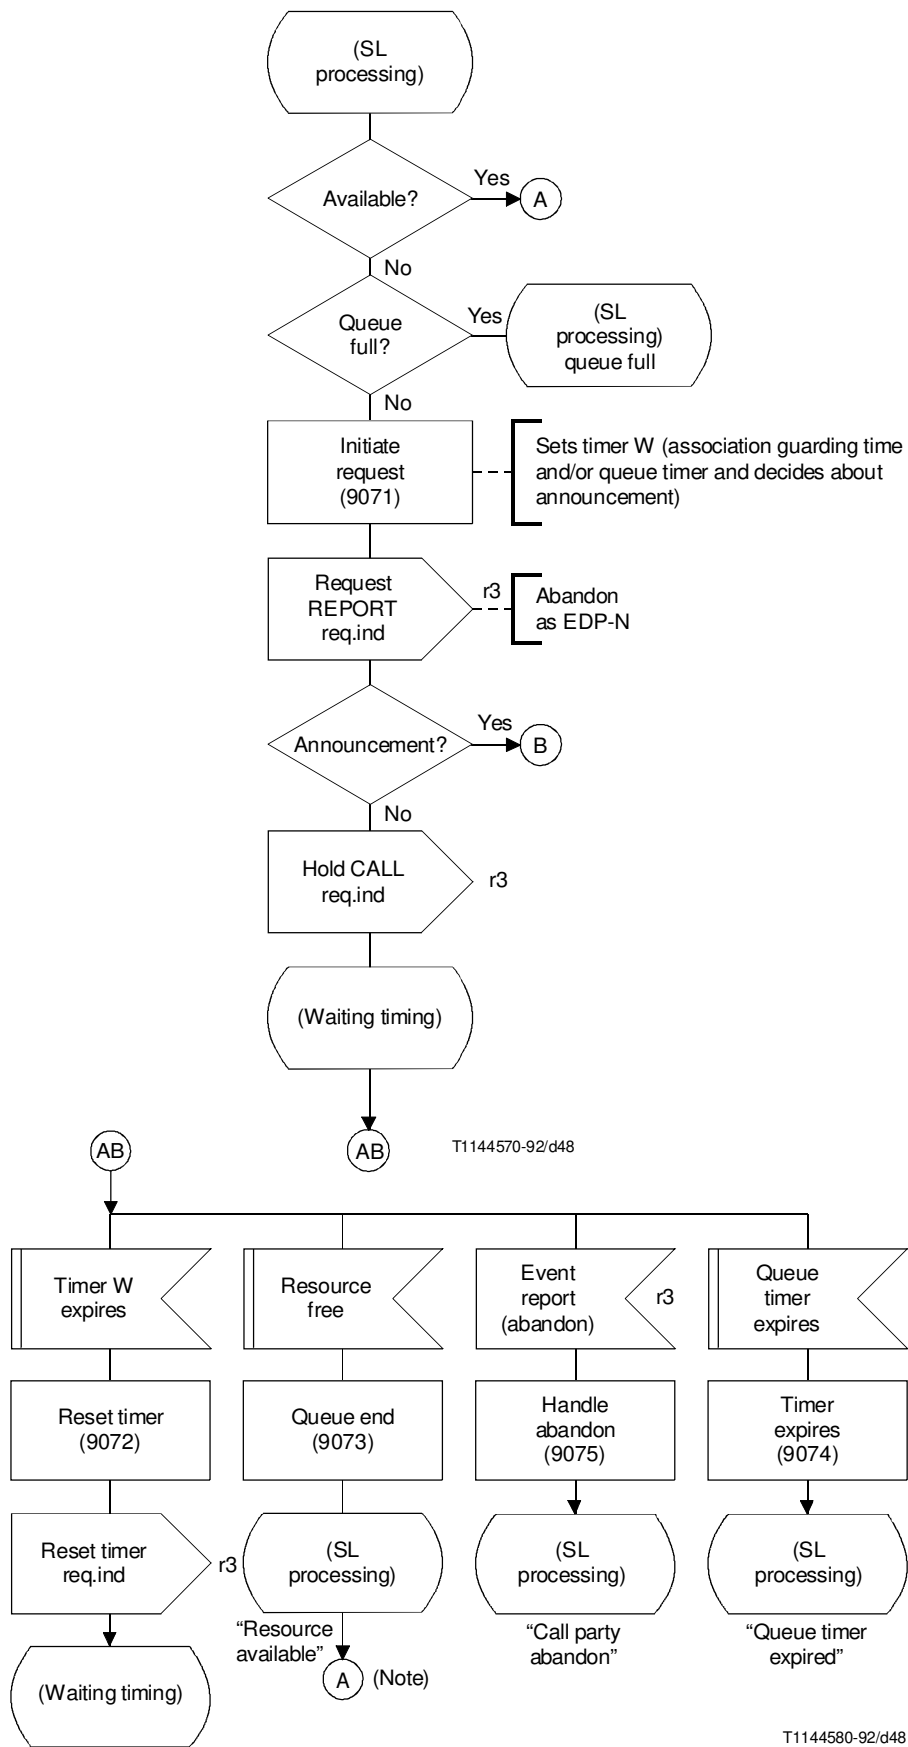 (SL
processing)
Available?
Yes
A
No
Queue
full?
Yes
(SL
processing)
queue full
No
Initiate
request
(9071)
Sets timer W (association guarding time
and/or queue timer and decides about
announcement)
Request
REPORT
req.ind
r3
Abandon
as EDP-N
Announcement?
Yes
B
No
Hold CALL
req.ind
r3
(Waiting timing)
AB
AB
T1144570-92/d48
Timer W
expires
Resource
free
Event
report
(abandon)
r3
Queue
timer
expires
Reset timer
(9072)
Queue end
(9073)
Handle
abandon
(9075)
Timer
expires
(9074)
Reset timer
req.ind
r3
(SL
processing)
(SL
processing)
(SL
processing)
“Resource
available”
“Call party
abandon”
“Queue timer
expired”
(Waiting timing)
A
(Note)
T1144580-92/d48